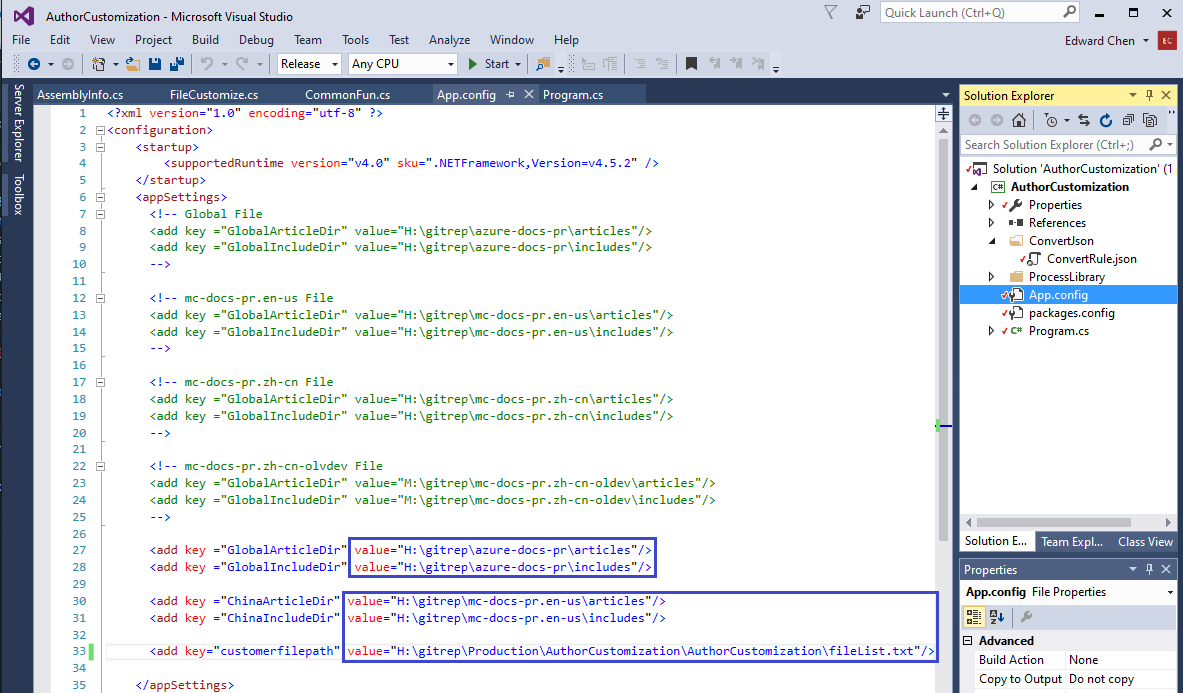 AuthorCustomization - Microsoft Visual Studio
Quick Launch (Ctrl+Q)
File Edit View Project Build Debug Team Tools Test Analyze Window Help
Edward Chen EC
Release Any CPU Start
Server Explorer
Toolbox
AssemblyInfo.cs FileCustomize.cs CommonFun.cs App.config Program.cs
1 <?xml version="1.0" encoding="utf-8" ?>
2 <configuration>
3 <startup>
4 <supportedRuntime version="v4.0" sku=".NETFramework,Version=v4.5.2" />
5 </startup>
6 <appSettings>
7 <!-- Global File
8 <add key ="GlobalArticleDir" value="H:\gitrep\azure-docs-pr\articles"/>
9 <add key ="GlobalIncludeDir" value="H:\gitrep\azure-docs-pr\includes"/>
10 -->
11
12 <!-- mc-docs-pr.en-us File
13 <add key ="GlobalArticleDir" value="H:\gitrep\mc-docs-pr.en-us\articles"/>
14 <add key ="GlobalIncludeDir" value="H:\gitrep\mc-docs-pr.en-us\includes"/>
15 -->
16
17 <!-- mc-docs-pr.zh-cn File
18 <add key ="GlobalArticleDir" value="H:\gitrep\mc-docs-pr.zh-cn\articles"/>
19 <add key ="GlobalIncludeDir" value="H:\gitrep\mc-docs-pr.zh-cn\includes"/>
20 -->
21
22 <!-- mc-docs-pr.zh-cn-olvdev File
23 <add key ="GlobalArticleDir" value="M:\gitrep\mc-docs-pr.zh-cn-oldev\articles"/>
24 <add key ="GlobalIncludeDir" value="M:\gitrep\mc-docs-pr.zh-cn-oldev\includes"/>
25 -->
26
27 <add key ="GlobalArticleDir" value="H:\gitrep\azure-docs-pr\articles"/>
28 <add key ="GlobalIncludeDir" value="H:\gitrep\azure-docs-pr\includes"/>
29
30 <add key ="ChinaArticleDir" value="H:\gitrep\mc-docs-pr.en-us\articles"/>
31 <add key ="ChinaIncludeDir" value="H:\gitrep\mc-docs-pr.en-us\includes"/>
32
33 <add key="customerfilepath" value="H:\gitrep\Production\AuthorCustomization\AuthorCustomization\fileList.txt"/>
34
35 </appSettings>
Solution Explorer
Search Solution Explorer (Ctrl+;)
Solution 'AuthorCustomization' (1
C# AuthorCustomization
Properties
References
ConvertJson
ConvertRule.json
ProcessLibrary
App.config
packages.config
C# Program.cs
Solution E... Team Expl... Class View
Properties
App.config File Properties
Advanced
Build Action None
Copy to Output Do not copy